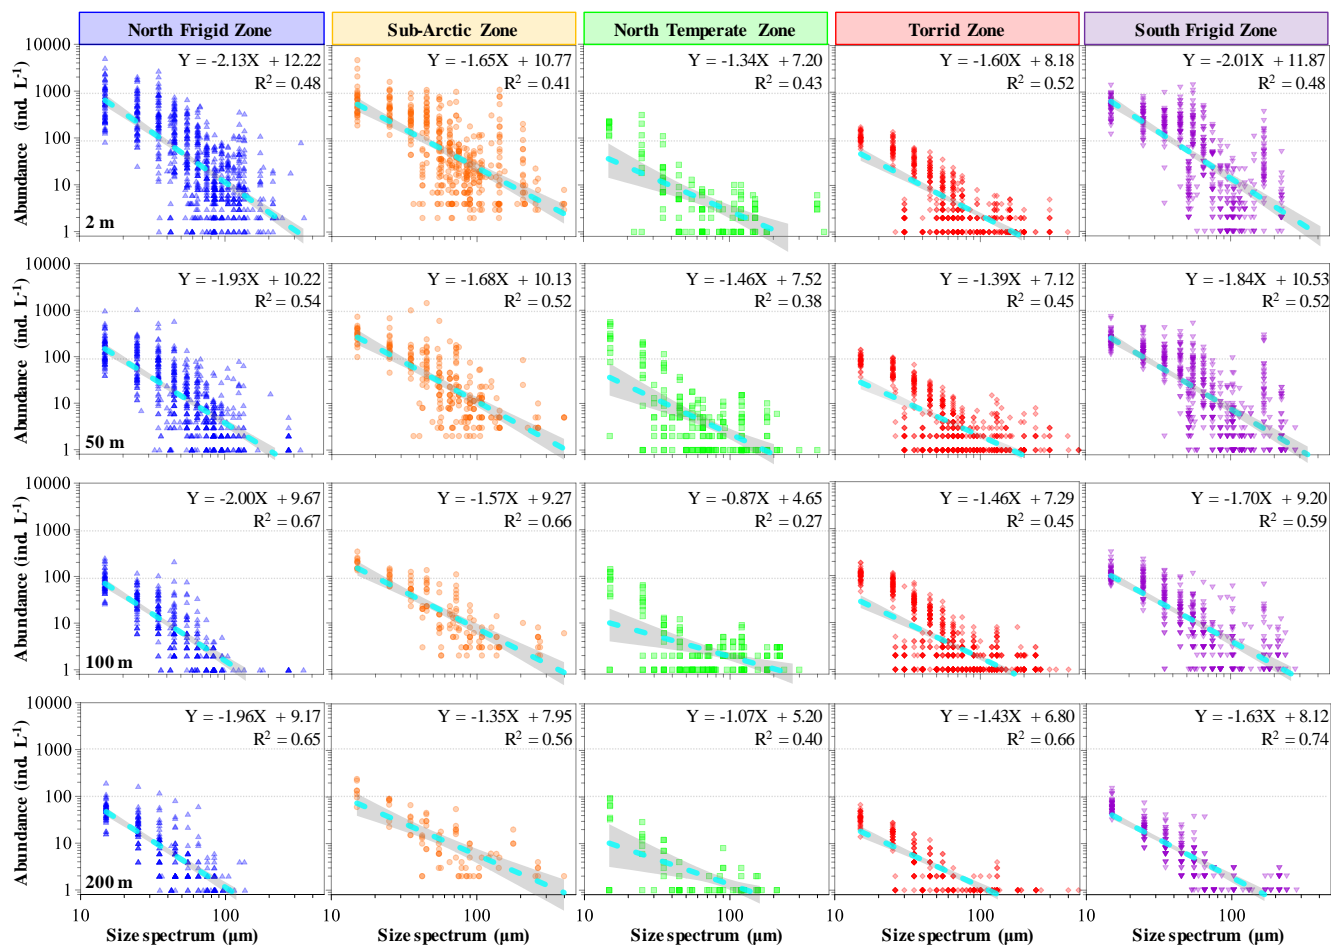 North Frigid Zone
Sub-Arctic Zone
North Temperate Zone
Torrid Zone
South Frigid Zone
Abundance (ind. L⁻¹)
10000
1000
100
10
1
2 m
Y = -2.13X + 12.22
R² = 0.48
Y = -1.65X + 10.77
R² = 0.41
Y = -1.34X + 7.20
R² = 0.43
Y = -1.60X + 8.18
R² = 0.52
Y = -2.01X + 11.87
R² = 0.48
Abundance (ind. L⁻¹)
10000
1000
100
10
1
50 m
Y = -1.93X + 10.22
R² = 0.54
Y = -1.68X + 10.13
R² = 0.52
Y = -1.46X + 7.52
R² = 0.38
Y = -1.39X + 7.12
R² = 0.45
Y = -1.84X + 10.53
R² = 0.52
Abundance (ind. L⁻¹)
10000
1000
100
10
1
100 m
Y = -2.00X + 9.67
R² = 0.67
Y = -1.57X + 9.27
R² = 0.66
Y = -0.87X + 4.65
R² = 0.27
Y = -1.46X + 7.29
R² = 0.45
Y = -1.70X + 9.20
R² = 0.59
Abundance (ind. L⁻¹)
10000
1000
100
10
1
200 m
Y = -1.96X + 9.17
R² = 0.65
Y = -1.35X + 7.95
R² = 0.56
Y = -1.07X + 5.20
R² = 0.40
Y = -1.43X + 6.80
R² = 0.66
Y = -1.63X + 8.12
R² = 0.74
10 100 10 100 10 100 10 100 10 100
Size spectrum (μm)
Size spectrum (μm)
Size spectrum (μm)
Size spectrum (μm)
Size spectrum (μm)